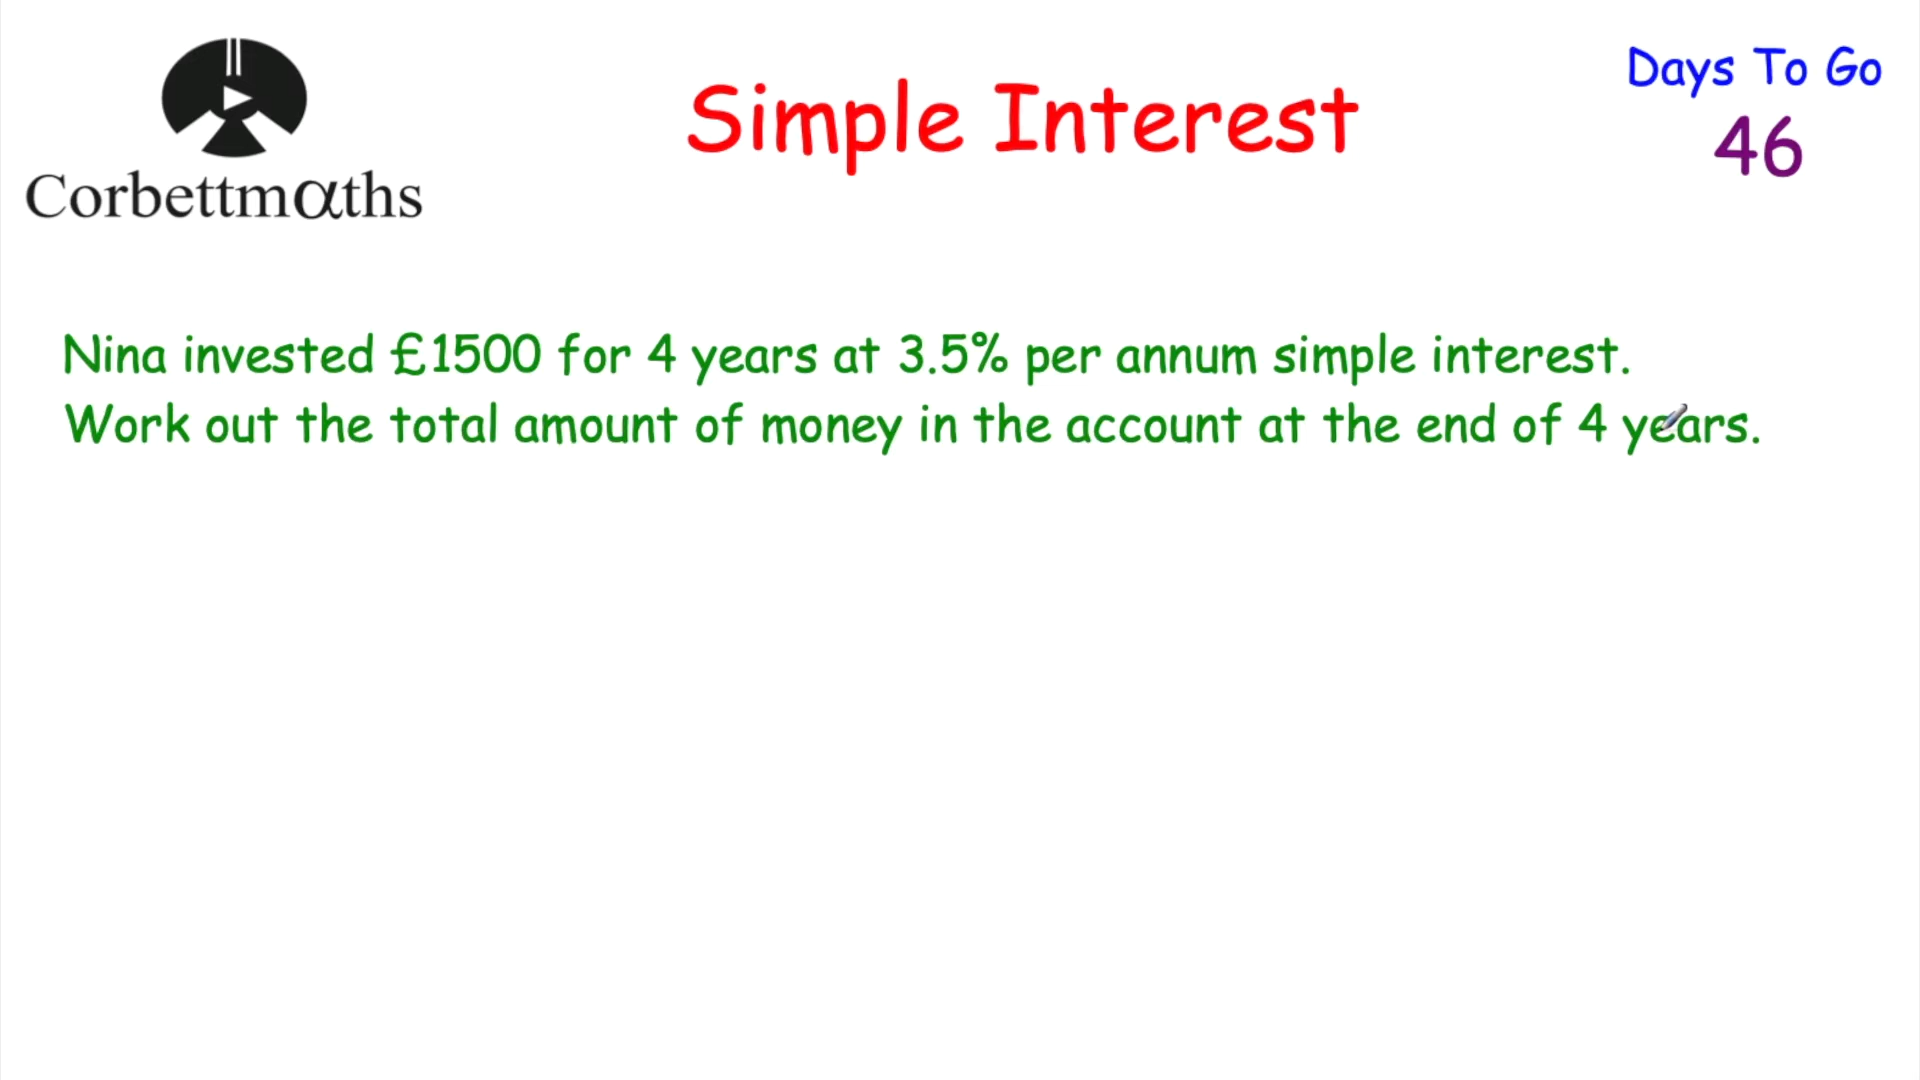 Corbettmαths
Simple Interest
Days To Go
46
Nina invested £1500 for 4 years at 3.5% per annum simple interest.
Work out the total amount of money in the account at the end of 4 years.